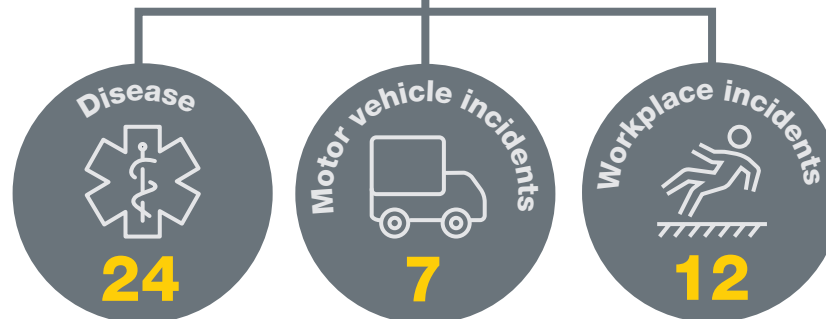 Disease
24
Motor vehicle incidents
7
Workplace incidents
12